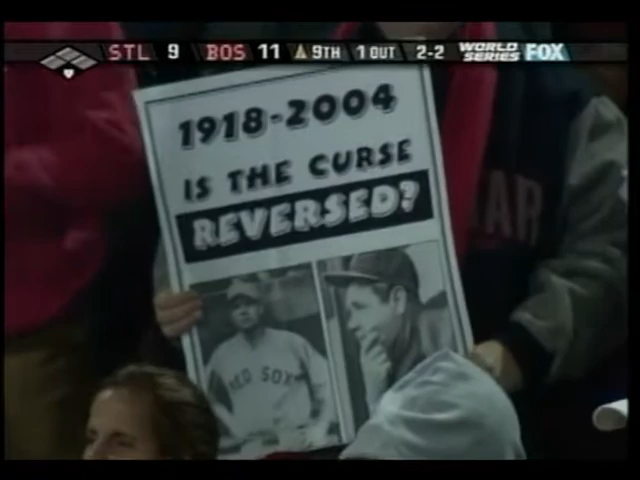 STL 9 BOS 11 9TH 1 OUT 2-2 WORLD SERIES FOX
1918-2004
IS THE CURSE
REVERSED?
RED SOX